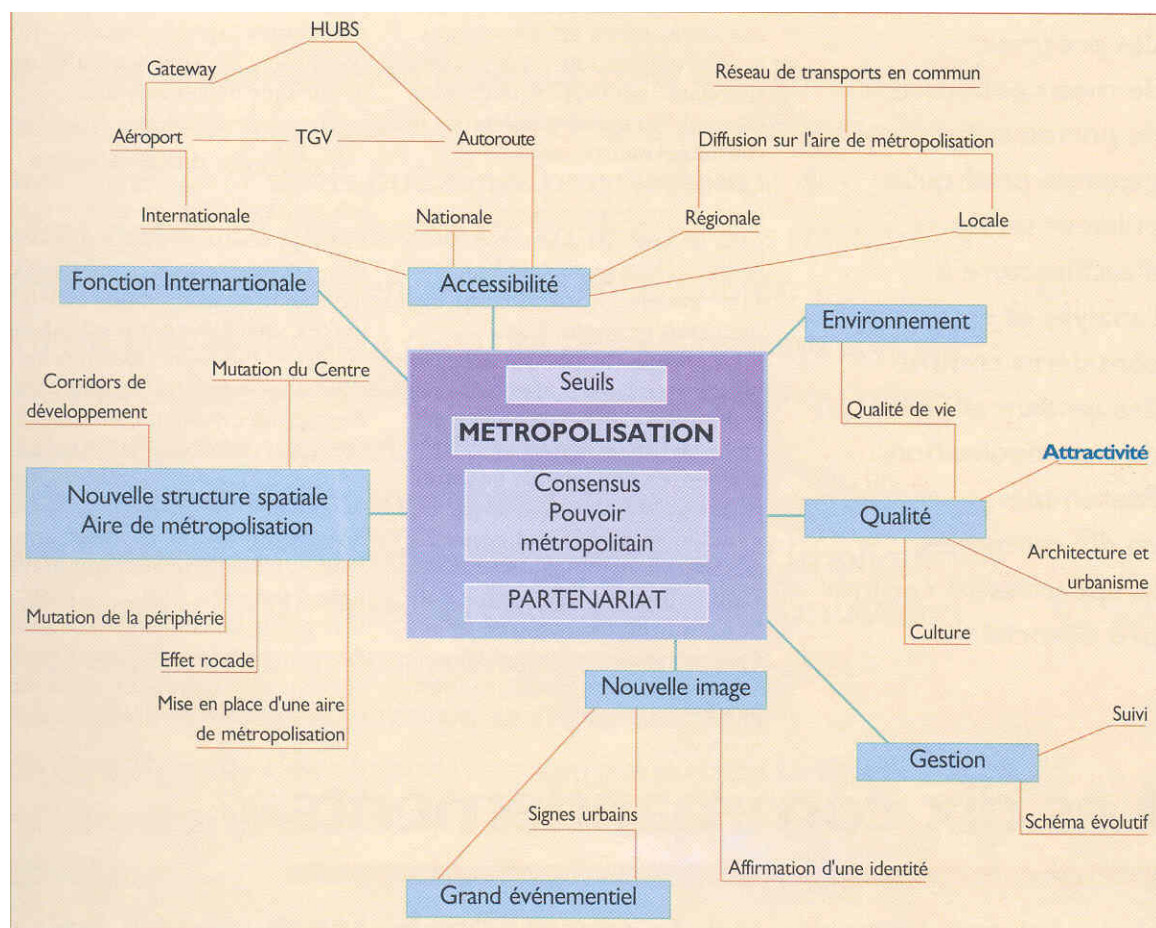 HUBS
Gateway
Réseau de transports en commun
Aéroport
TGV
Autoroute
Diffusion sur l'aire de métropolisation
Internationale
Nationale
Régionale
Locale
Fonction Internartionale
Accessibilité
Environnement
Mutation du Centre
Corridors de
développement
Seuils
METROPOLISATION
Consensus
Pouvoir
métropolitain
PARTENARIAT
Qualité de vie
Attractivité
Nouvelle structure spatiale
Aire de métropolisation
Qualité
Architecture et
urbanisme
Culture
Mutation de la périphérie
Effet rocade
Mise en place d'une aire
de métropolisation
Nouvelle image
Suivi
Gestion
Schéma évolutif
Signes urbains
Affirmation d'une identité
Grand événementiel